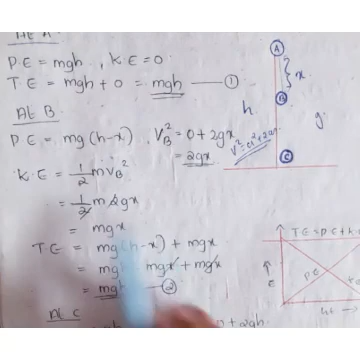 At A
P.E = mgh , K.E = 0
T.E = mgh + 0 = mgh — ①
At B
P.E = mg(h-x) , V_B² = 0 + 2gx
= 2gx
K.E = 1/2 m V_B²
= 1/2 m 2gx
= mgx
T.E = mg(h-x) + mgx
= mgh - mgx + mgx
= mgh — ②
At C
+ 2gh
A
x
B
h
g
V² = u² + 2as
C
T.E = P.E + K.E
P.E
E
ht →